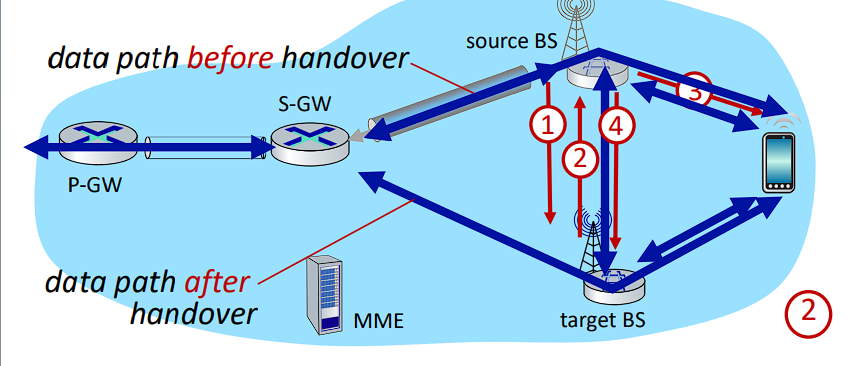 source BS
data path before handover
S-GW
P-GW
1
2
3
4
data path after
handover
MME
target BS
2